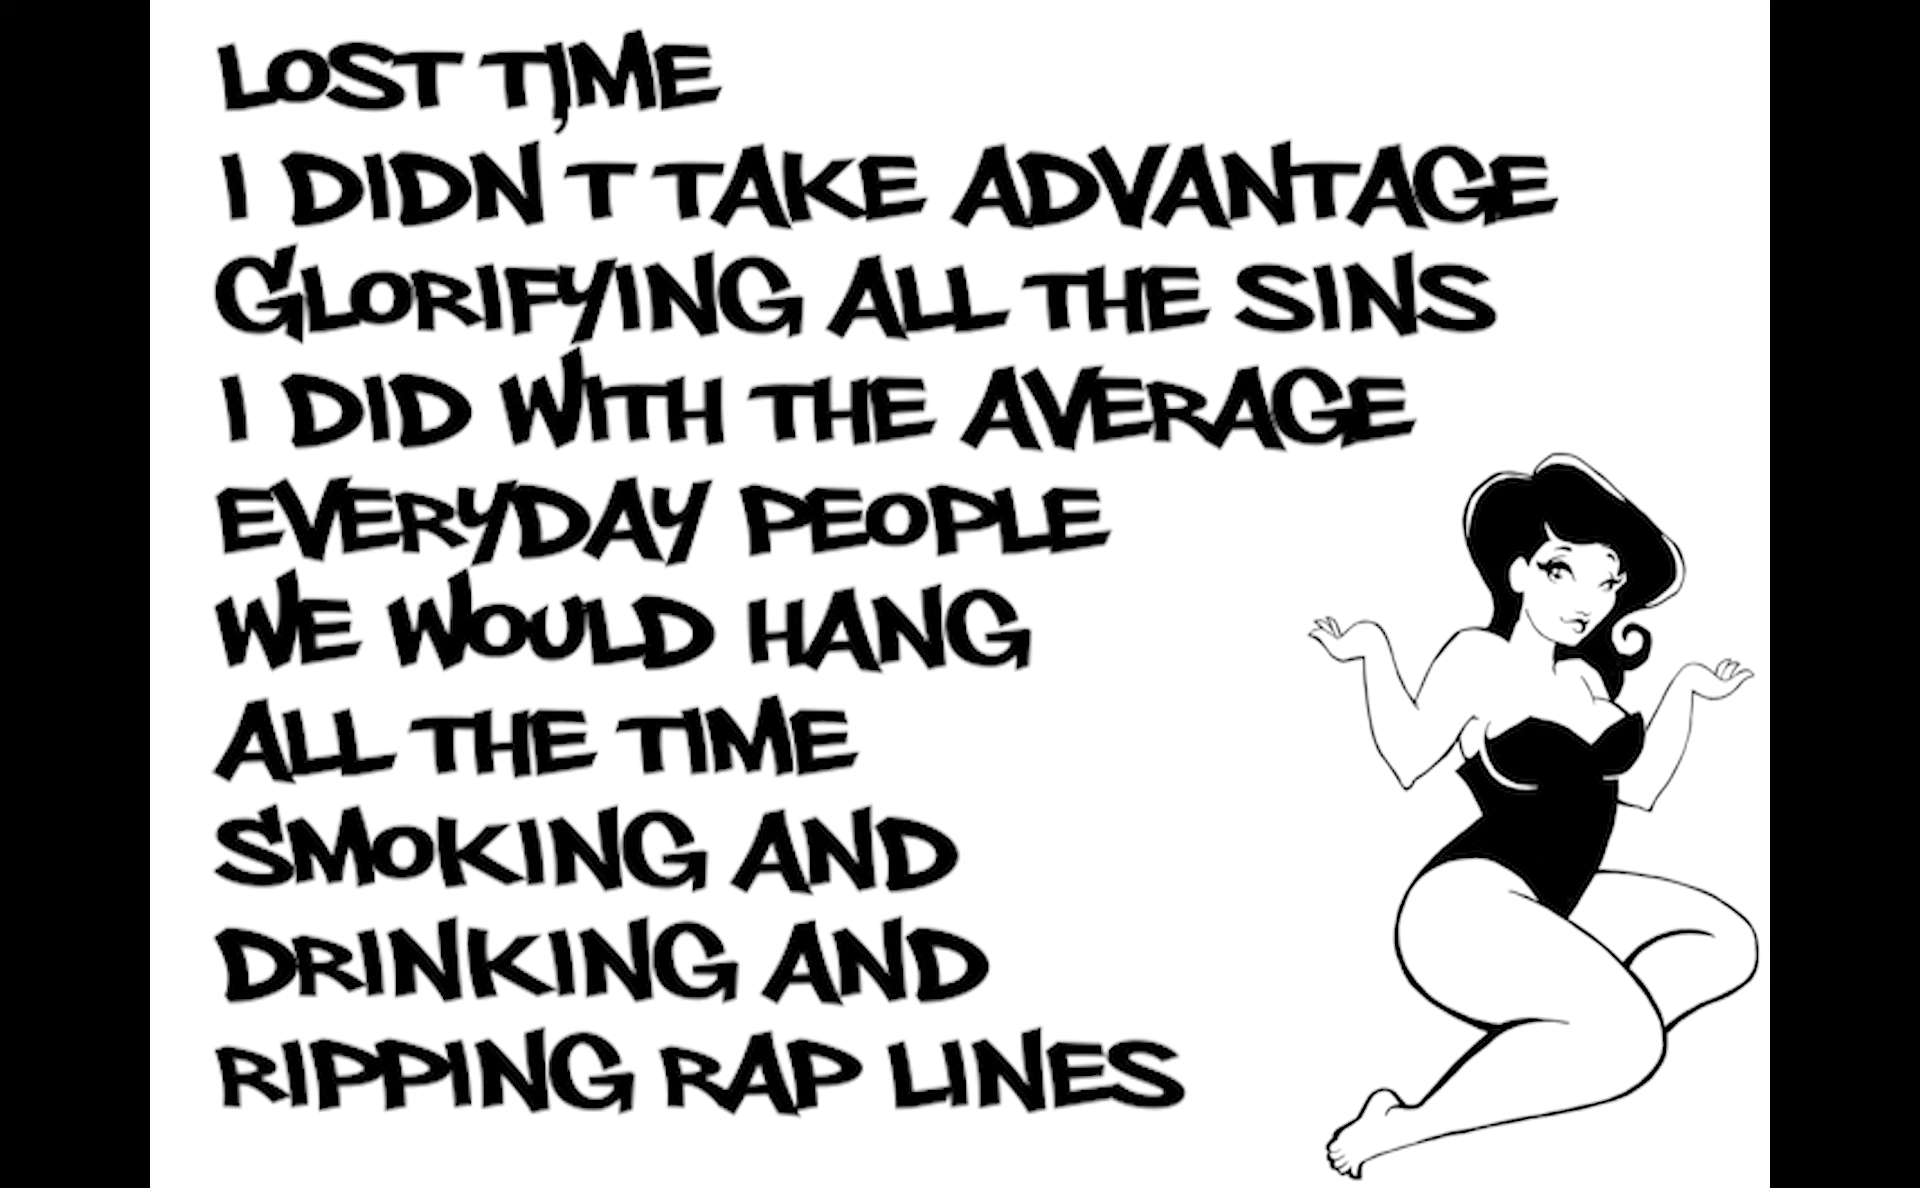 LOST TIME
I DIDN'T TAKE ADVANTAGE
GLORIFYING ALL THE SINS
I DID WITH THE AVERAGE
EVERYDAY PEOPLE
WE WOULD HANG
ALL THE TIME
SMOKING AND
DRINKING AND
RIPPING RAP LINES